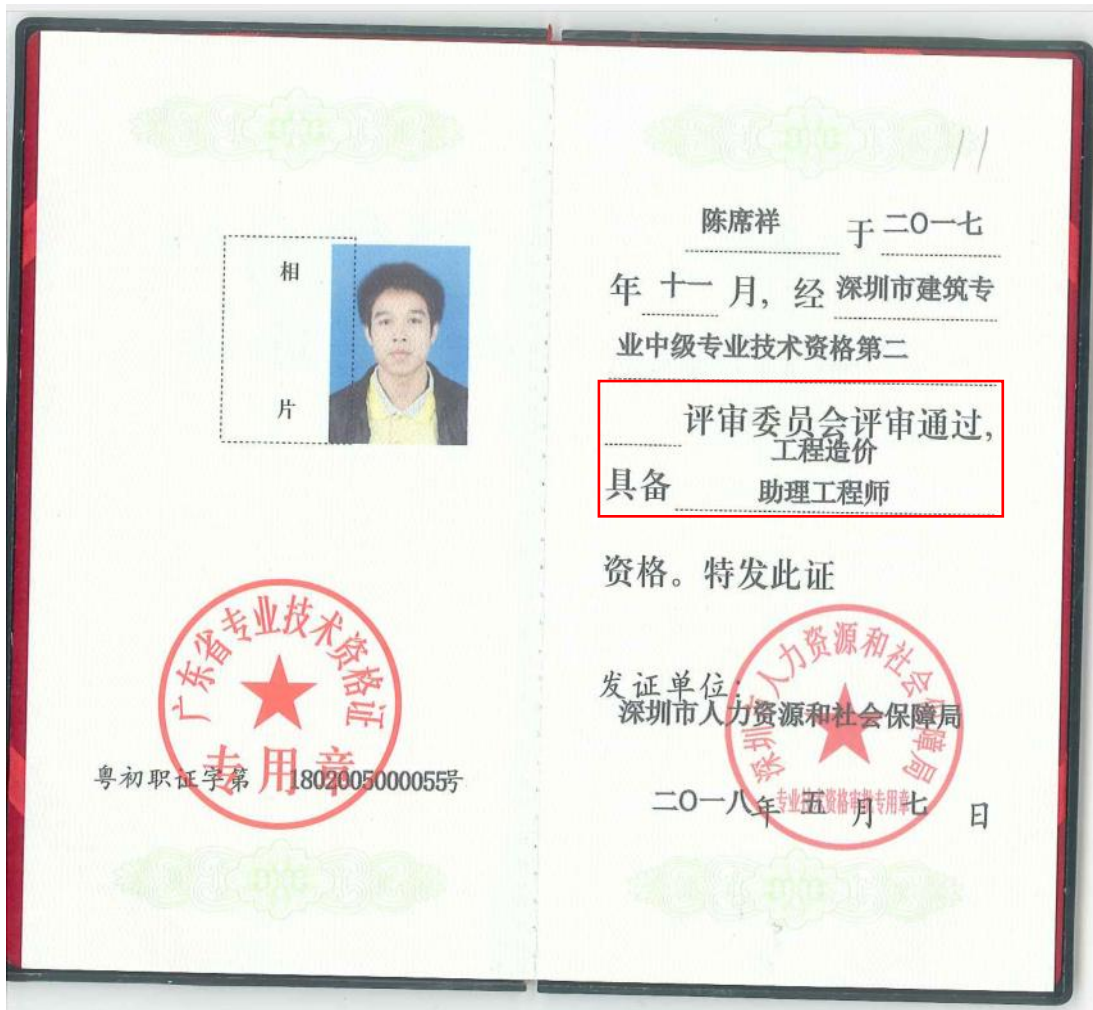 相
片
广东省专业技术资格证
专用章
粤初职证字第 1802005000055号
11
陈席祥 于 二〇一七
年 十一 月, 经 深圳市建筑专
业中级专业技术资格第二
评审委员会评审通过,
工程造价
具备 助理工程师
资格。特发此证
深圳市人力资源和社会保障局
发证单位:
深圳市人力资源和社会保障局
二〇一八年 五 月 七 日
专业技术资格审批专用章